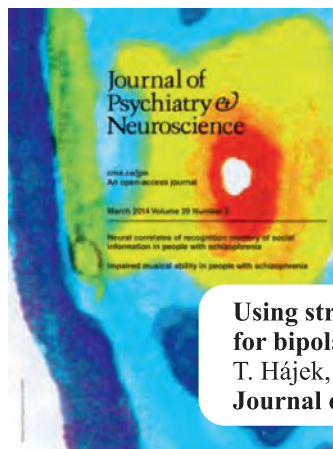 Journal of
Psychiatry &
Neuroscience
cma.ca/jpn
An open-access journal
March 2014 Volume 39 Number 2
Neural correlates of recognition memory of social
information in people with schizophrenia
Impaired musical ability in people with schizophrenia
Using str
for bipola
T. Hájek,
Journal o